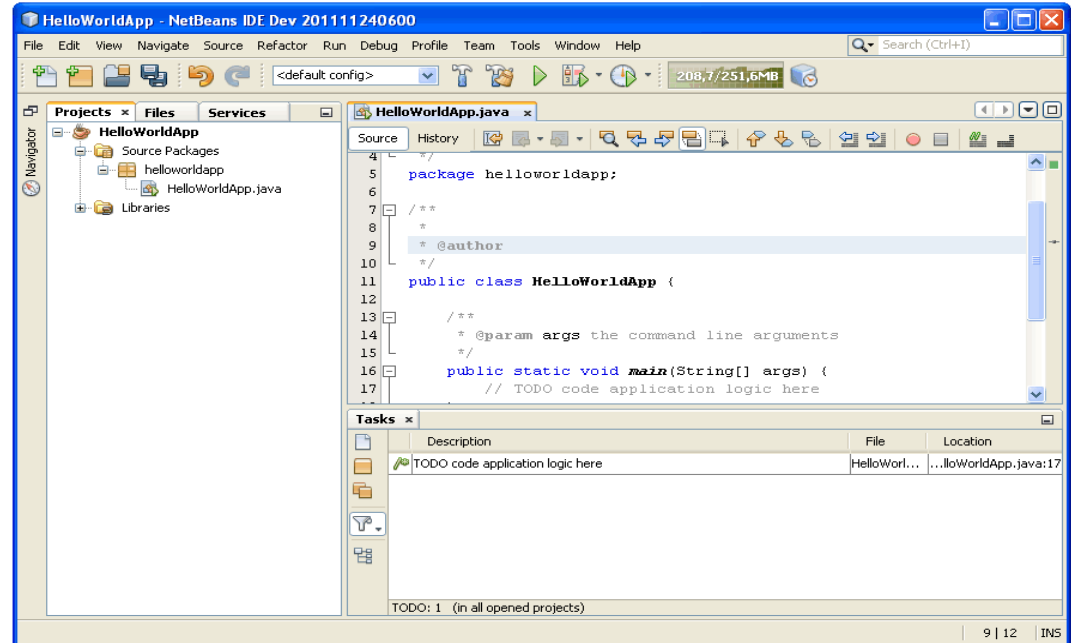 HelloWorldApp - NetBeans IDE Dev 201111240600
File Edit View Navigate Source Refactor Run Debug Profile Team Tools Window Help
Search (Ctrl+I)
<default config>
208,7/251,6MB
Navigator
Projects × Files Services
HelloWorldApp
Source Packages
helloworldapp
HelloWorldApp.java
Libraries
HelloWorldApp.java ×
Source History
4 */
5 package helloworldapp;
6
7 /**
8 *
9 * @author
10 */
11 public class HelloWorldApp {
12
13 /**
14 * @param args the command line arguments
15 */
16 public static void main(String[] args) {
17 // TODO code application logic here
Tasks ×
Description File Location
TODO code application logic here HelloWorl... ...lloWorldApp.java:17
TODO: 1 (in all opened projects)
9 | 12 INS